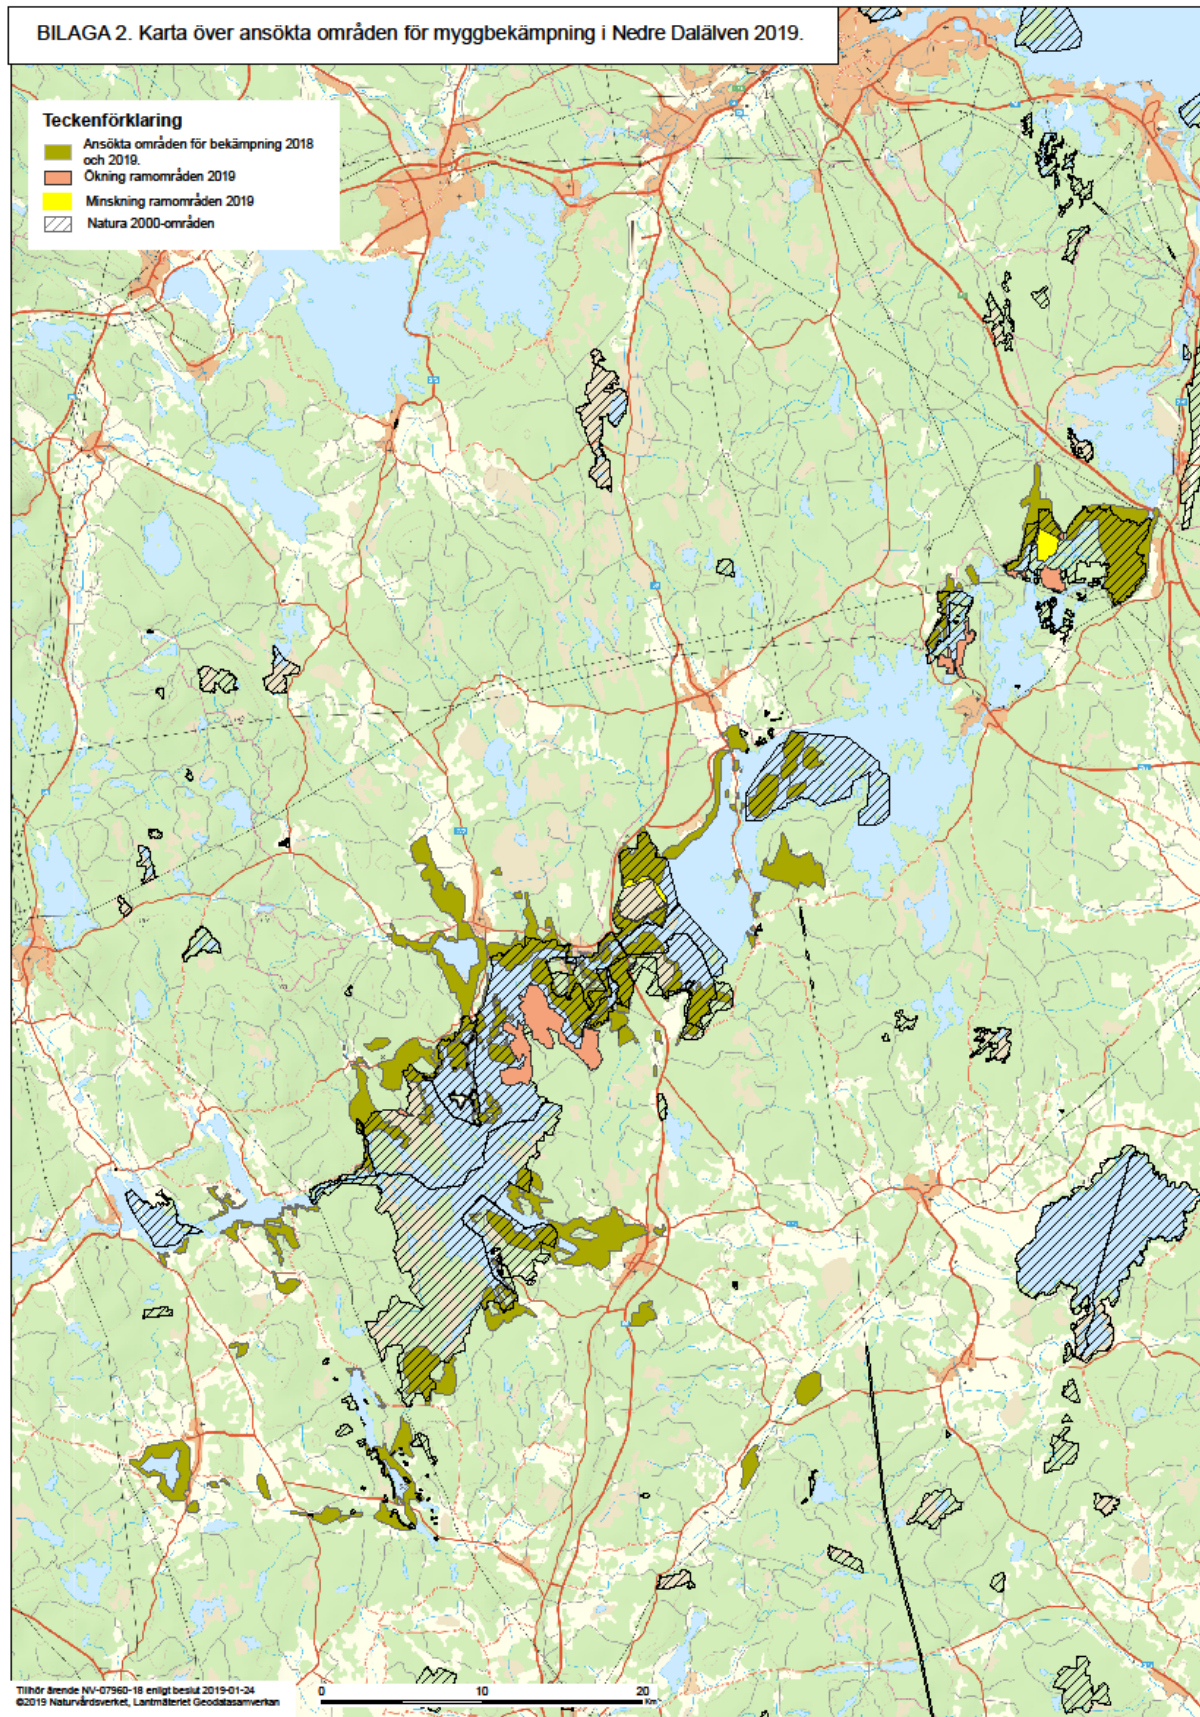 BILAGA 2. Karta över ansökta områden för myggbekämpning i Nedre Dalälven 2019.
Teckenförklaring
Ansökta områden för bekämpning 2018
och 2019.
Ökning ramområden 2019
Minskning ramområden 2019
Natura 2000-områden
Tillhör ärende NV-07960-18 enligt beslut 2019-01-24
©2019 Naturvårdsverket, Lantmäteriet Geodatasamverkan
0 10 20
Km